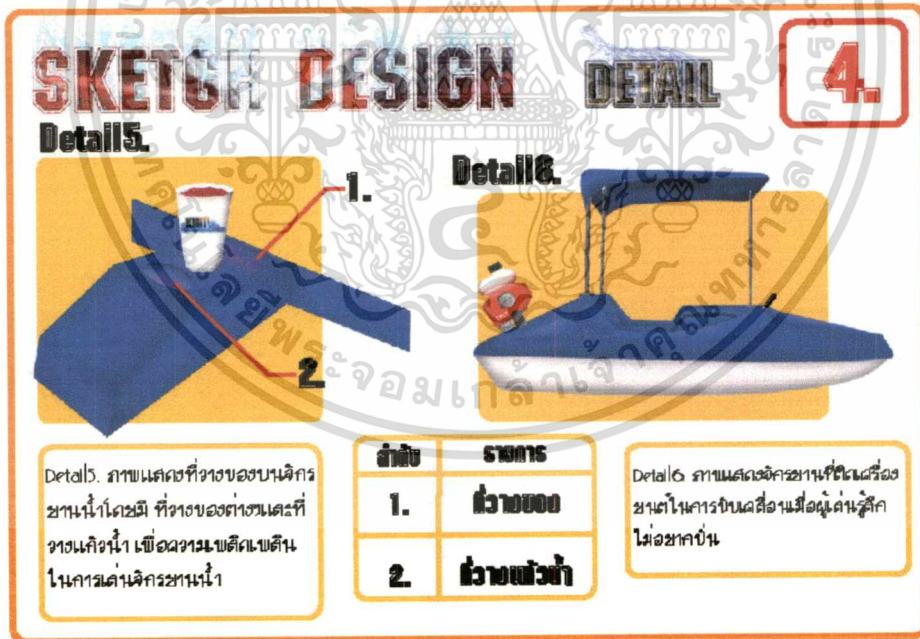 SKETCH DESIGN DETAIL 4.
Detail5.
1.
2.
Detail6.
Detail5. ภาพแสดงที่วางของบนจักร
ยานน้ำโดยมี ที่วางของต่างๆและที่
วางแก้วน้ำ เพื่อความเพลิดเพลิน
ในการเล่นจักรยานน้ำ
ลำดับ รายการ
1. ที่วางของ
2. ที่วางแก้วน้ำ
Detail6 ภาพแสดงจักรยานที่ติดเครื่อง
ยนต์ในการขับเคลื่อนเมื่อผู้เล่นรู้สึก
ไม่อยากปั่น